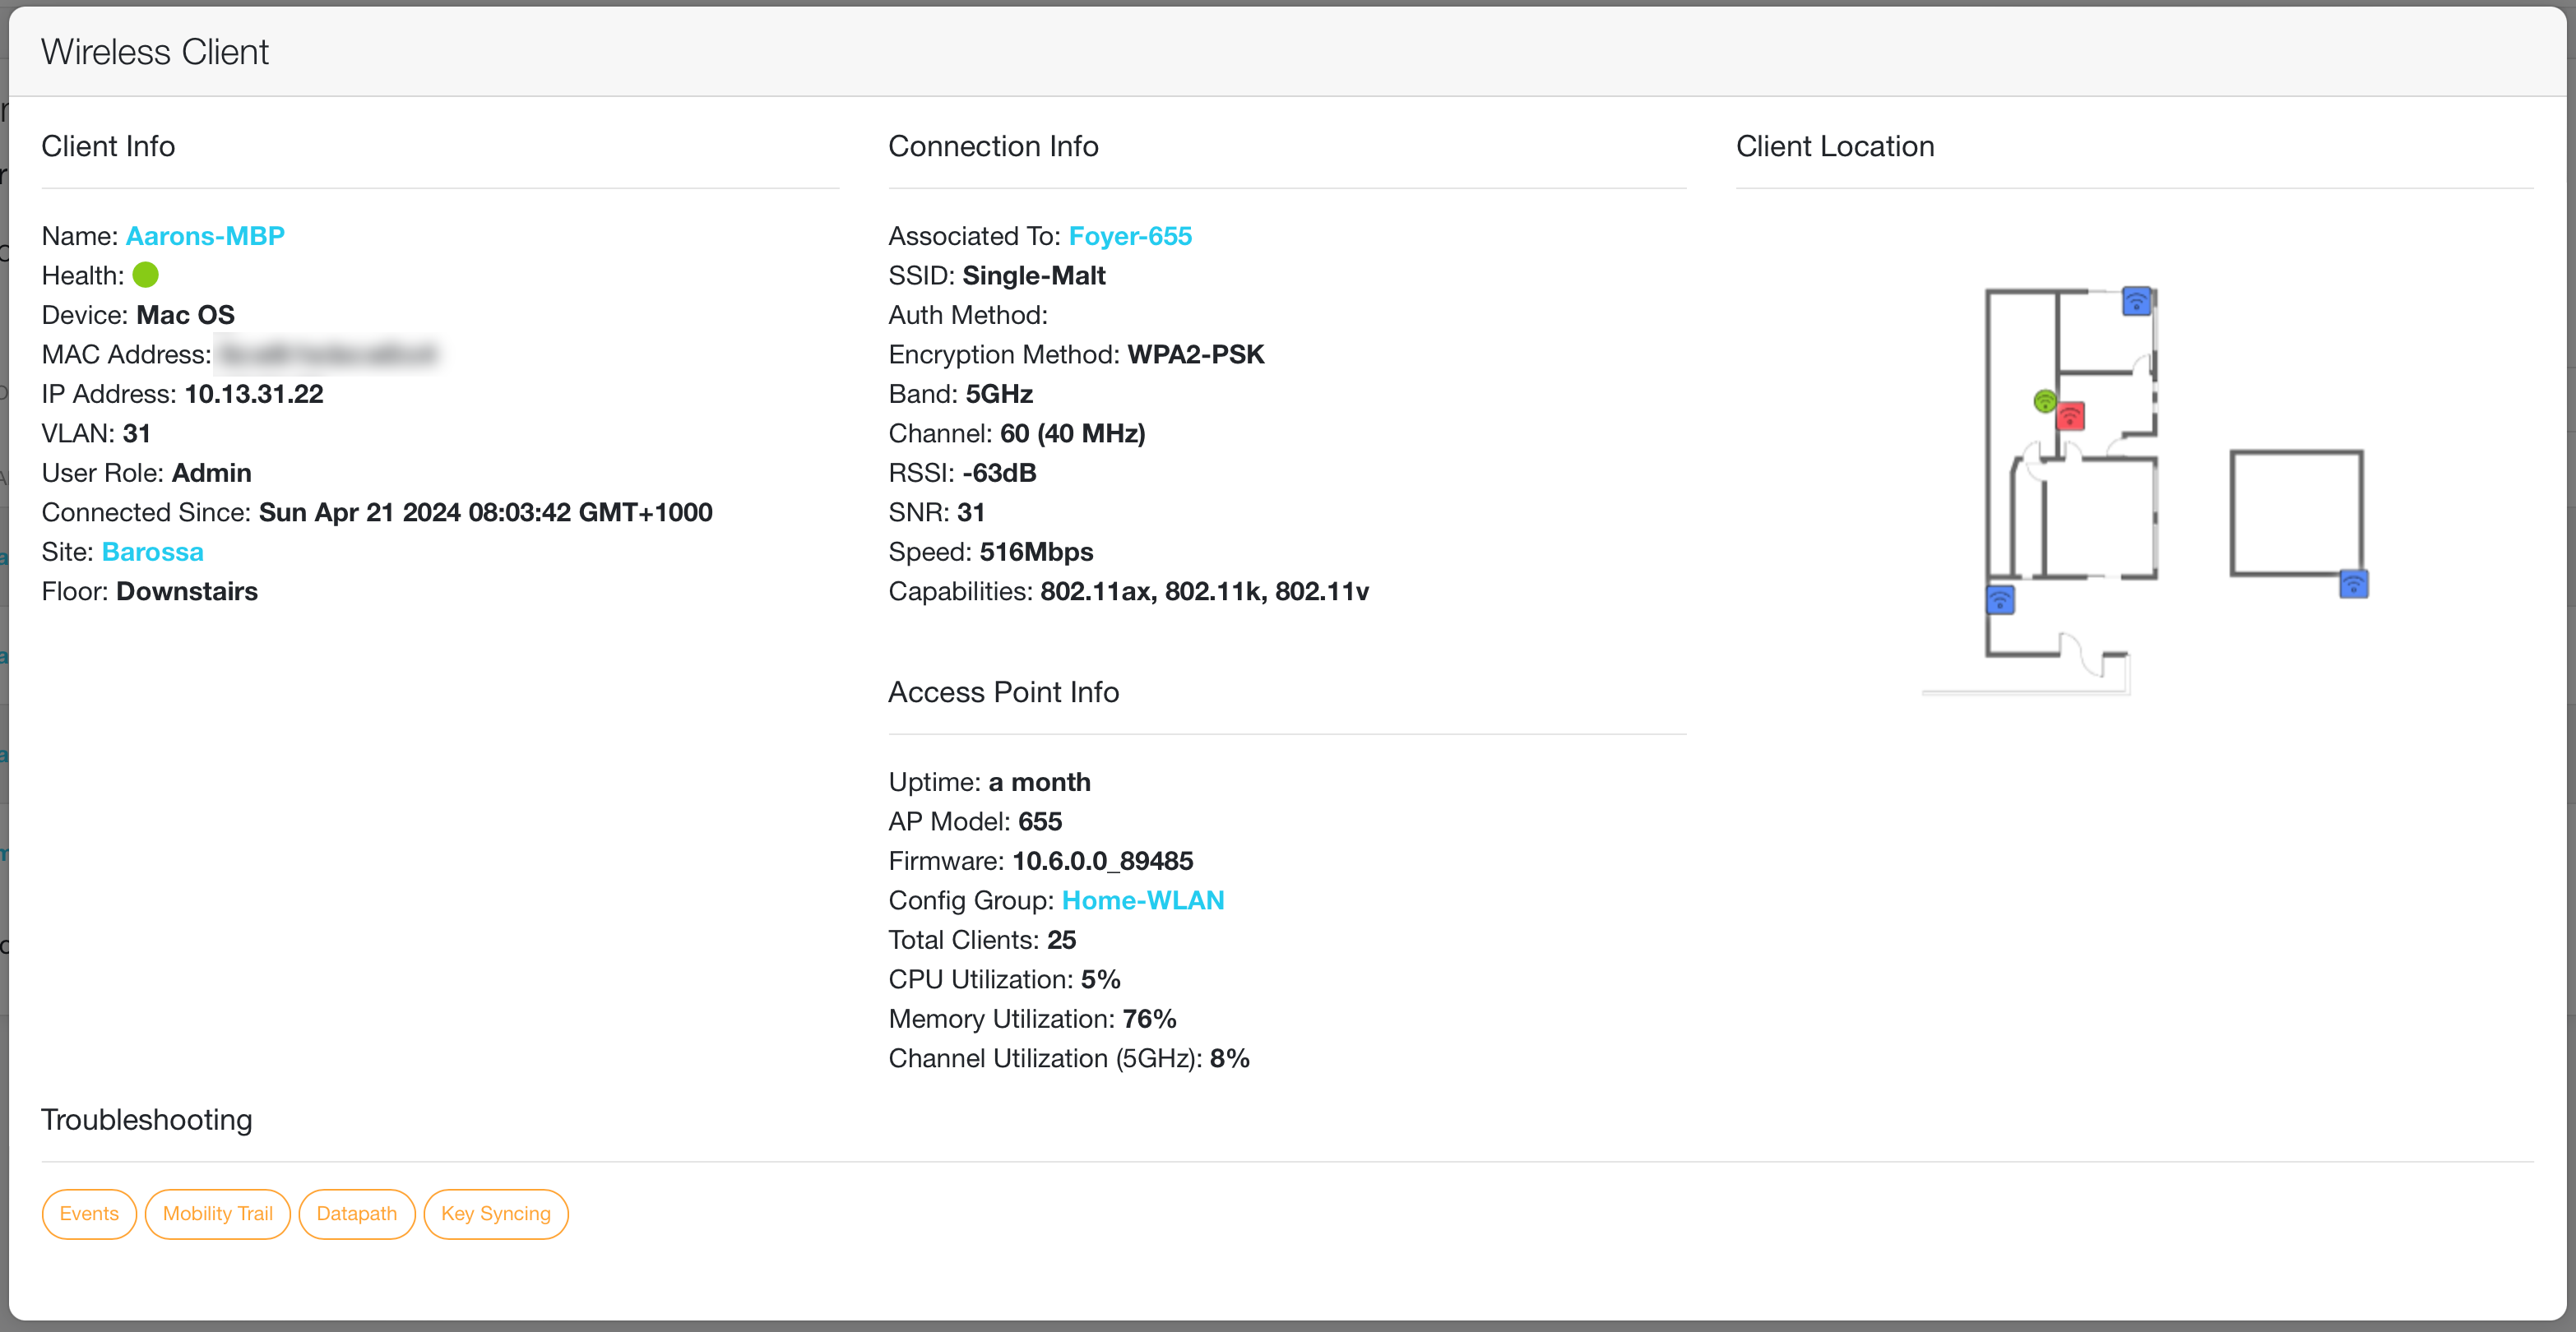 Wireless Client
Client Info
Name: Aarons-MBP
Health:
Device: Mac OS
MAC Address:
IP Address: 10.13.31.22
VLAN: 31
User Role: Admin
Connected Since: Sun Apr 21 2024 08:03:42 GMT+1000
Site: Barossa
Floor: Downstairs
Connection Info
Associated To: Foyer-655
SSID: Single-Malt
Auth Method:
Encryption Method: WPA2-PSK
Band: 5GHz
Channel: 60 (40 MHz)
RSSI: -63dB
SNR: 31
Speed: 516Mbps
Capabilities: 802.11ax, 802.11k, 802.11v
Access Point Info
Uptime: a month
AP Model: 655
Firmware: 10.6.0.0_89485
Config Group: Home-WLAN
Total Clients: 25
CPU Utilization: 5%
Memory Utilization: 76%
Channel Utilization (5GHz): 8%
Client Location
Troubleshooting
Events
Mobility Trail
Datapath
Key Syncing